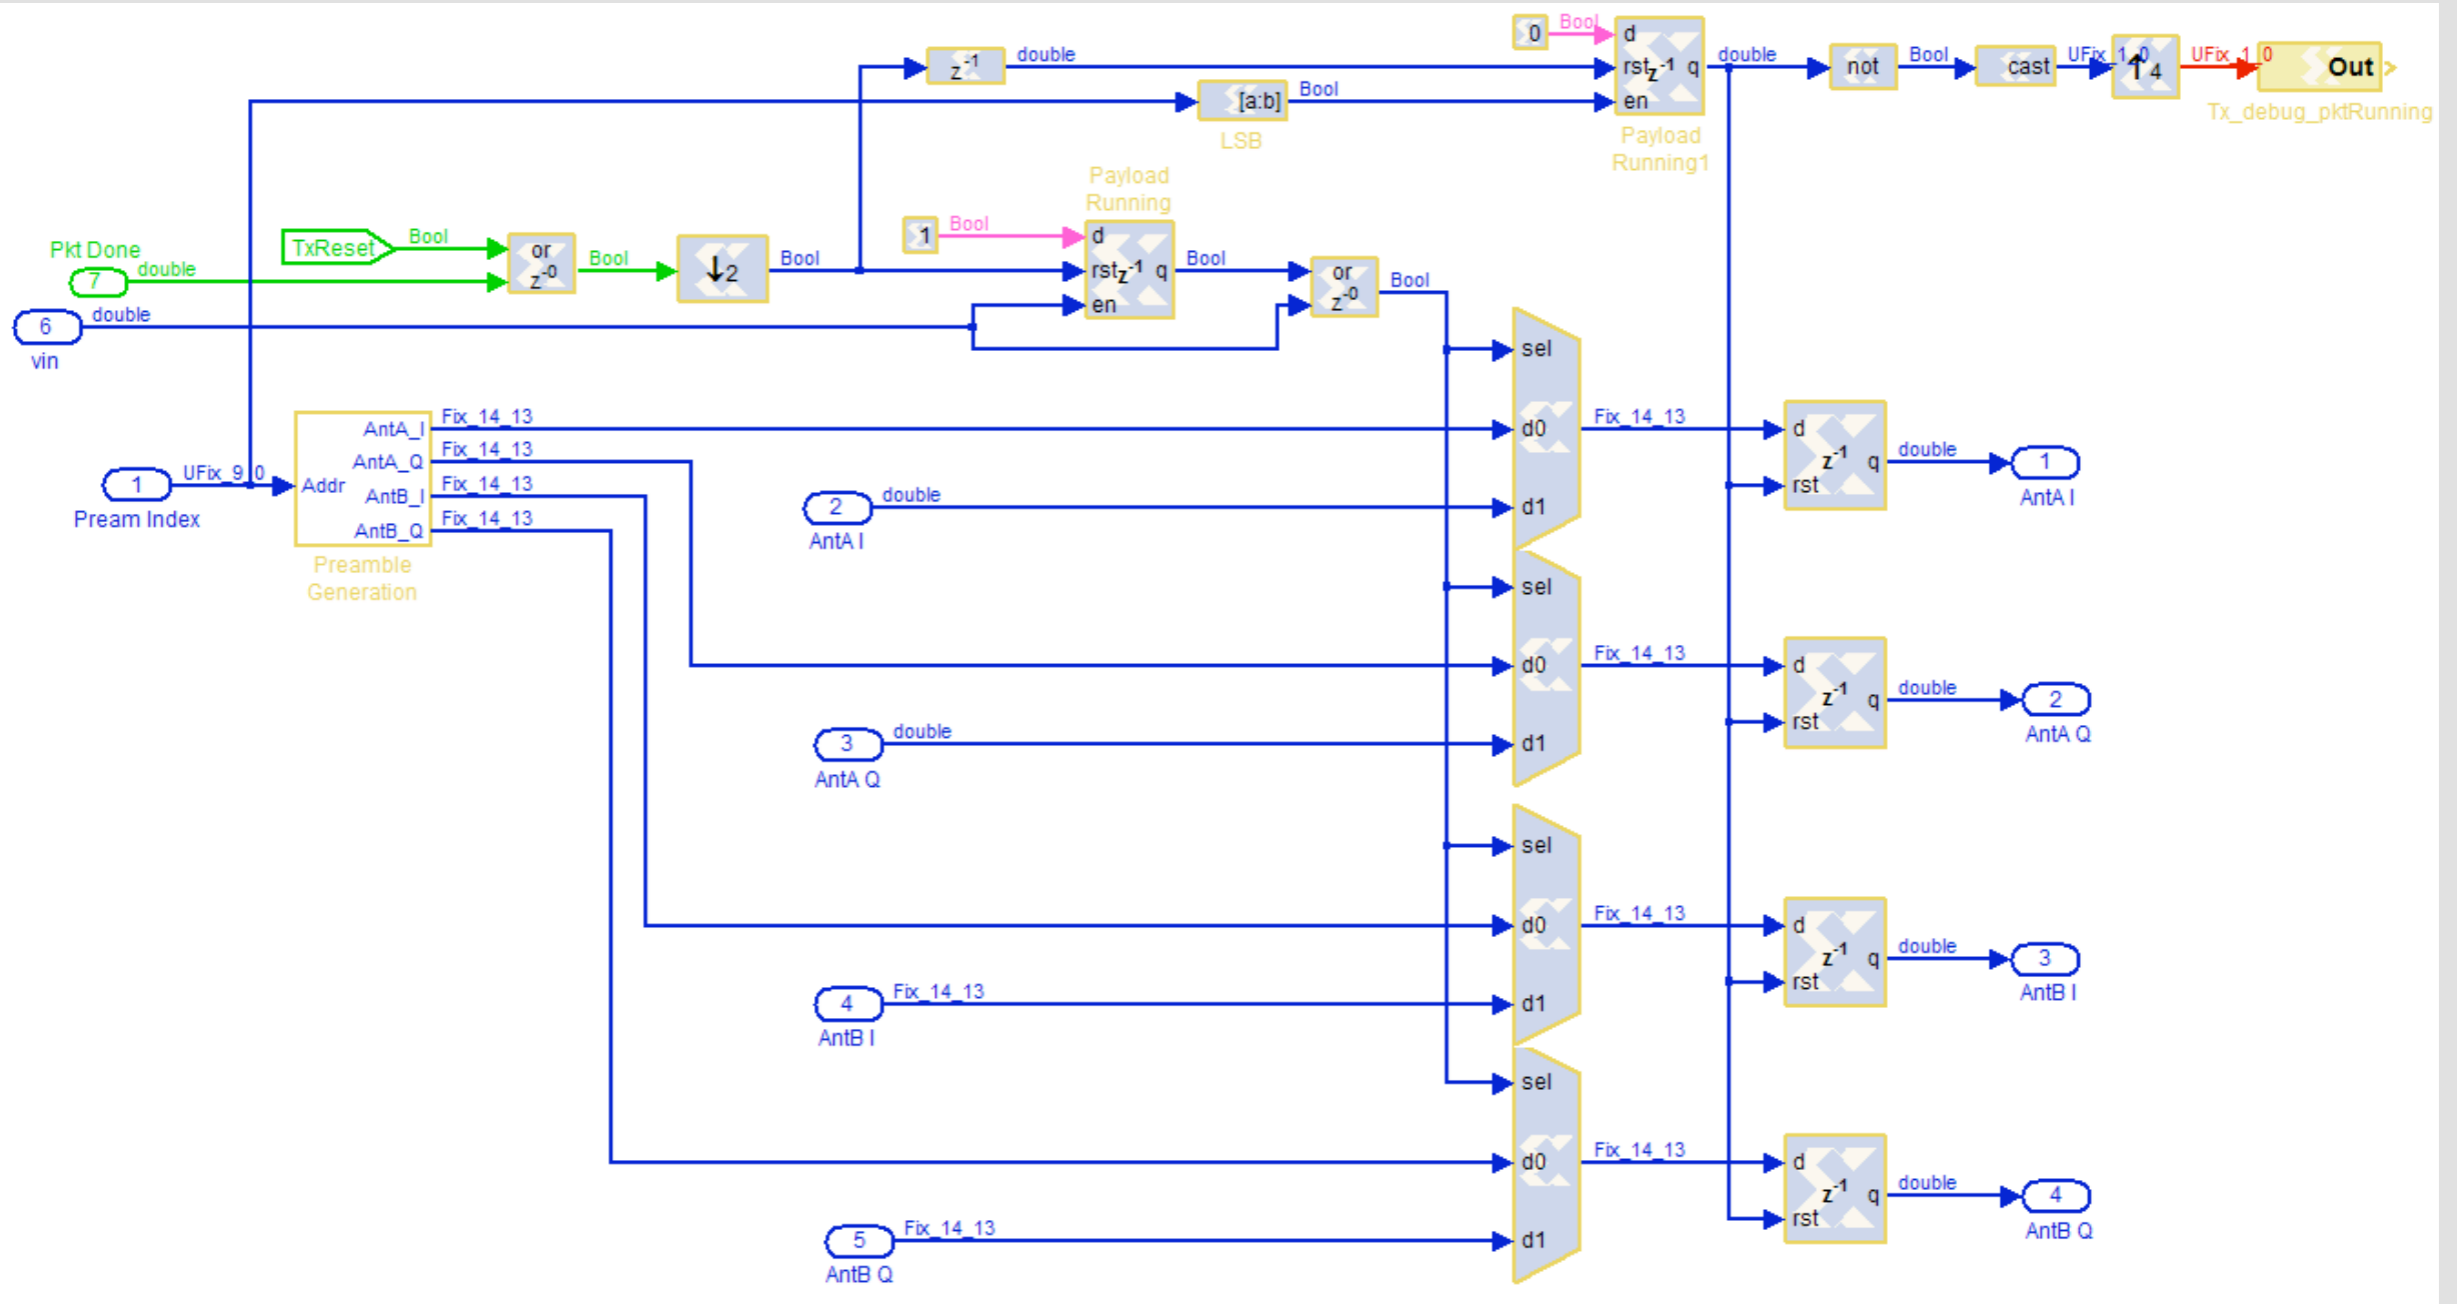 0
Bool
d
rst
z-1
q
en
Payload
Running1
double
not
Bool
cast
UFix_1_0
↑4
UFix_1_0
Out
Tx_debug_pktRunning
z-1
double
[a:b]
Bool
LSB
Payload
Running
1
Bool
d
rst
z-1
q
en
Bool
or
z-0
Bool
Pkt Done
7
double
TxReset
Bool
or
z-0
Bool
↓2
Bool
6
double
vin
1
UFix_9_0
Pream Index
Addr
AntA_I
AntA_Q
AntB_I
AntB_Q
Preamble
Generation
Fix_14_13
Fix_14_13
Fix_14_13
Fix_14_13
2
double
AntA I
sel
d0
d1
Fix_14_13
d
z-1
q
rst
double
1
AntA I
3
double
AntA Q
sel
d0
d1
Fix_14_13
d
z-1
q
rst
double
2
AntA Q
4
Fix_14_13
AntB I
sel
d0
d1
Fix_14_13
d
z-1
q
rst
double
3
AntB I
5
Fix_14_13
AntB Q
sel
d0
d1
Fix_14_13
d
z-1
q
rst
double
4
AntB Q